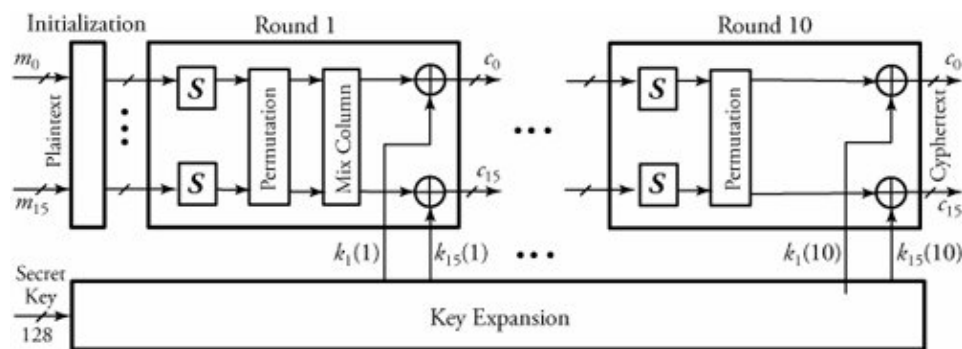 Initialization
Round 1
Round 10
m₀
c₀
c₀
S
S
Plaintext
• • •
Permutation
Mix Column
• • •
Permutation
Cyphertext
S
S
m₁₅
c₁₅
c₁₅
k₁(1)
k₁₅(1)
• • •
k₁(10)
k₁₅(10)
Secret
Key
128
Key Expansion